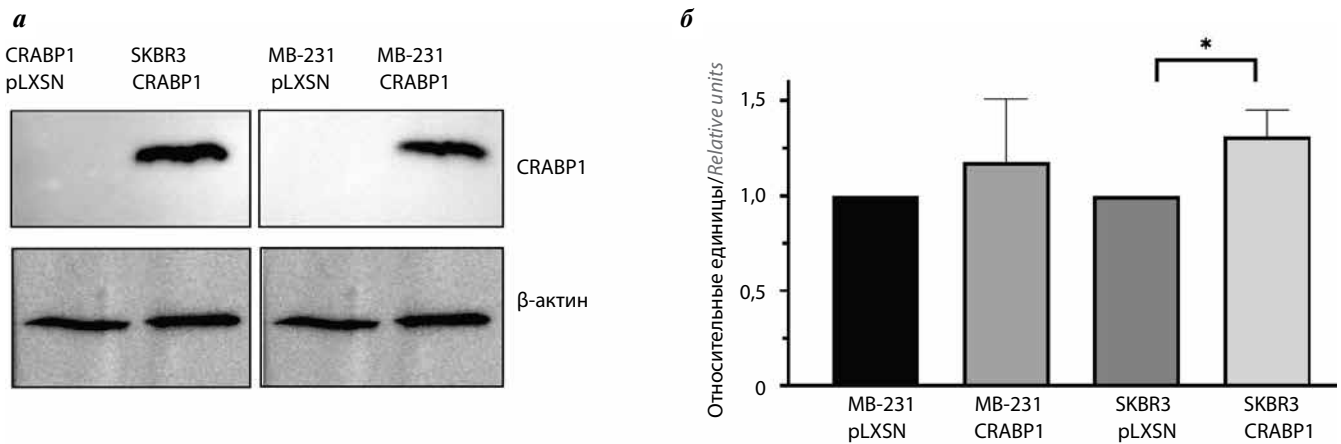 а
CRABP1 SKBR3 MB-231 MB-231
pLXSN CRABP1 pLXSN CRABP1
CRABP1
β-актин
б
*
Относительные единицы/Relative units
1,5
1,0
0,5
0
MB-231 MB-231 SKBR3 SKBR3
pLXSN CRABP1 pLXSN CRABP1